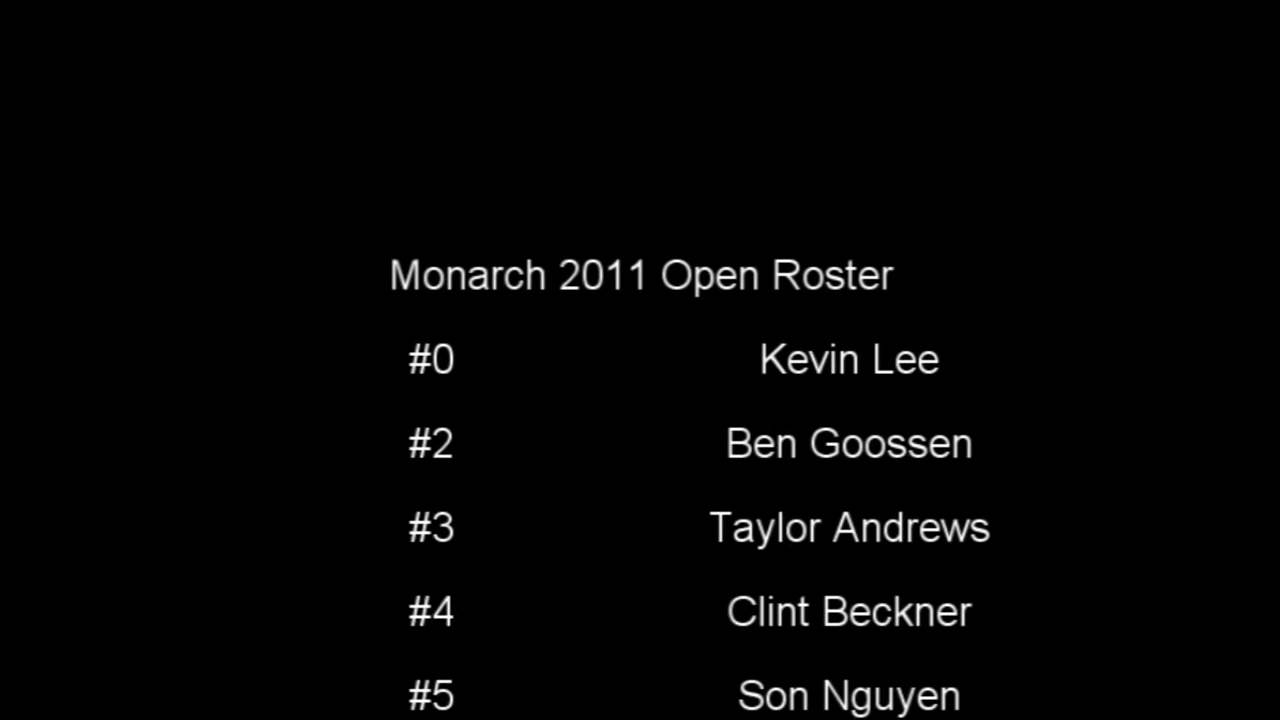 Monarch 2011 Open Roster
#0 Kevin Lee
#2 Ben Goossen
#3 Taylor Andrews
#4 Clint Beckner
#5 Son Nguyen